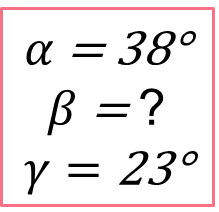 α = 38°
β = ?
γ = 23°